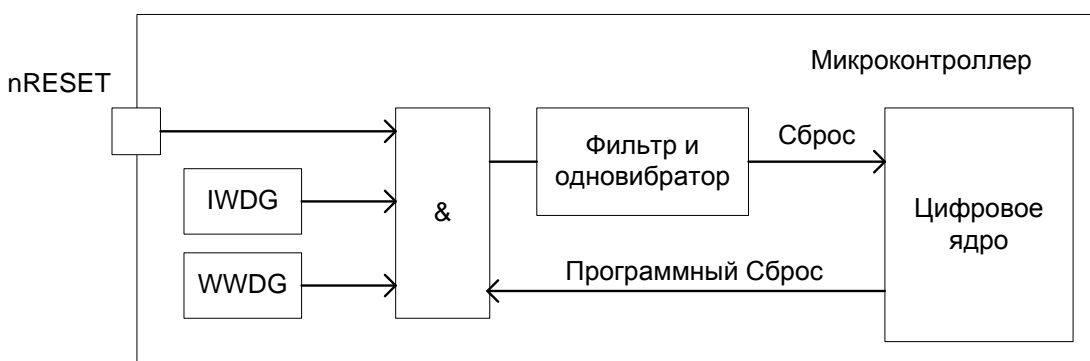 Микроконтроллер
nRESET
Сброс
Фильтр и
одновибратор
IWDG
&
Цифровое
ядро
WWDG
Программный Сброс